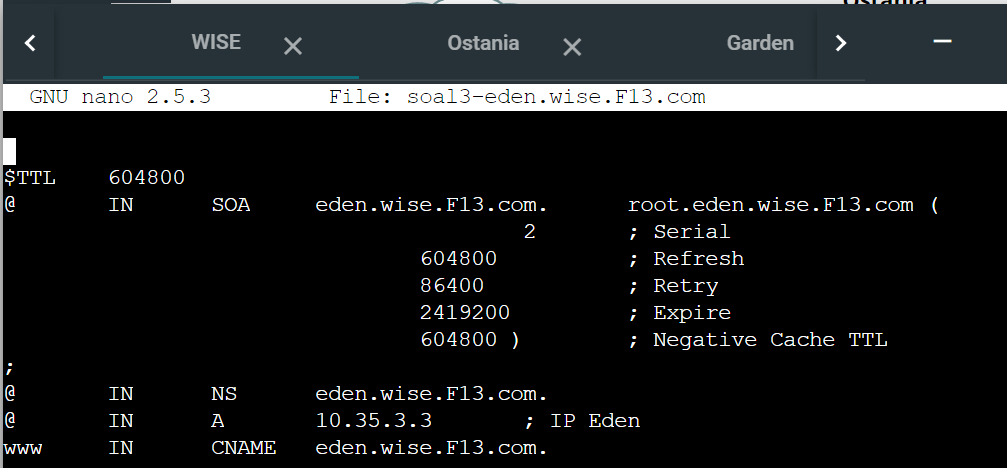 Ostania
WISE Ostania Garden
GNU nano 2.5.3 File: soal3-eden.wise.F13.com
$TTL 604800
@ IN SOA eden.wise.F13.com. root.eden.wise.F13.com (
2 ; Serial
604800 ; Refresh
86400 ; Retry
2419200 ; Expire
604800 ) ; Negative Cache TTL
;
@ IN NS eden.wise.F13.com.
@ IN A 10.35.3.3 ; IP Eden
www IN CNAME eden.wise.F13.com.